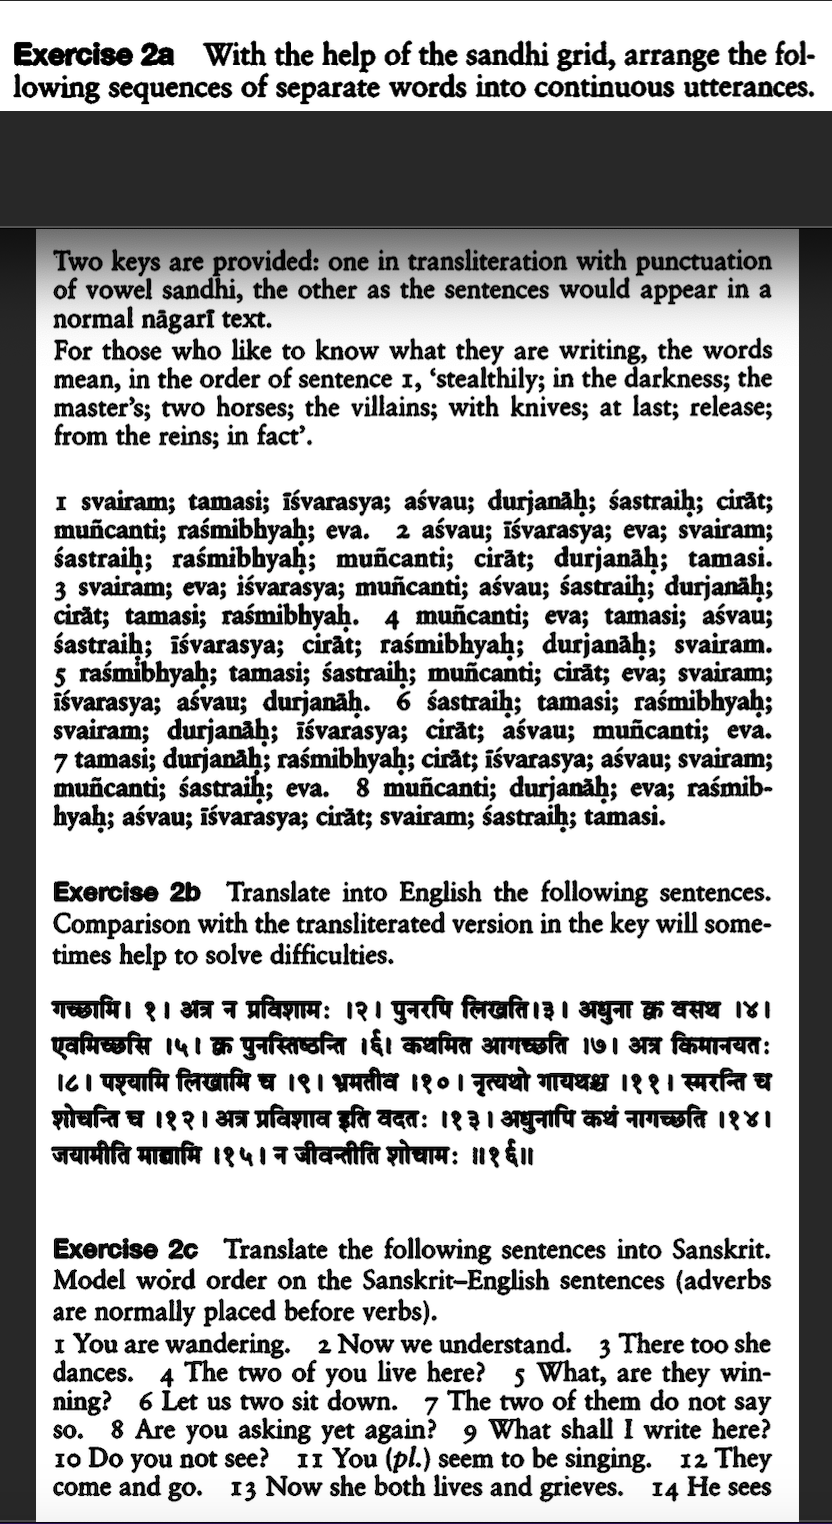 Exercise 2a With the help of the sandhi grid, arrange the fol-
lowing sequences of separate words into continuous utterances.
Two keys are provided: one in transliteration with punctuation
of vowel sandhi, the other as the sentences would appear in a
normal nāgarī text.
For those who like to know what they are writing, the words
mean, in the order of sentence 1, ‘stealthily; in the darkness; the
master’s; two horses; the villains; with knives; at last; release;
from the reins; in fact’.
1 svairam; tamasi; īśvarasya; aśvau; durjanāḥ; śastraiḥ; cirāt;
muñcanti; raśmibhyaḥ; eva. 2 aśvau; īśvarasya; eva; svairam;
śastraiḥ; raśmibhyaḥ; muñcanti; cirāt; durjanāḥ; tamasi.
3 svairam; eva; iśvarasya; muñcanti; aśvau; śastraiḥ; durjanāḥ;
cirāt; tamasi; raśmibhyaḥ. 4 muñcanti; eva; tamasi; aśvau;
śastraiḥ; īśvarasya; cirāt; raśmibhyaḥ; durjanāḥ; svairam.
5 raśmibhyaḥ; tamasi; śastraiḥ; muñcanti; cirāt; eva; svairam;
īśvarasya; aśvau; durjanāḥ. 6 śastraiḥ; tamasi; raśmibhyaḥ;
svairam; durjanāḥ; īśvarasya; cirāt; aśvau; muñcanti; eva.
7 tamasi; durjanāḥ; raśmibhyaḥ; cirāt; īśvarasya; aśvau; svairam;
muñcanti; śastraiḥ; eva. 8 muñcanti; durjanāḥ; eva; raśmib-
hyaḥ; aśvau; īśvarasya; cirāt; svairam; śastraiḥ; tamasi.
Exercise 2b Translate into English the following sentences.
Comparison with the transliterated version in the key will some-
times help to solve difficulties.
गच्छामि। १। अत्र न प्रविशामः ।२। पुनरपि लिखति।३। अधुना क्व वसथ ।४।
एवमिच्छसि ।५। क्व पुनस्तिष्ठन्ति ।६। कथमित आगच्छति ।७। अत्र किमानयतः
।८। पश्यामि लिखामि च ।९। भ्रमतीव ।१०। नृत्यथो गायथश्च ।११। स्मरन्ति च
शोचन्ति च ।१२। अत्र प्रविशाव इति वदतः ।१३। अधुनापि कथं नागच्छति ।१४।
जयामीति माद्यामि ।१५। न जीवन्तीति शोचामः ॥१६॥
Exercise 2c Translate the following sentences into Sanskrit.
Model word order on the Sanskrit–English sentences (adverbs
are normally placed before verbs).
1 You are wandering. 2 Now we understand. 3 There too she
dances. 4 The two of you live here? 5 What, are they win-
ning? 6 Let us two sit down. 7 The two of them do not say
so. 8 Are you asking yet again? 9 What shall I write here?
10 Do you not see? 11 You (pl.) seem to be singing. 12 They
come and go. 13 Now she both lives and grieves. 14 He sees